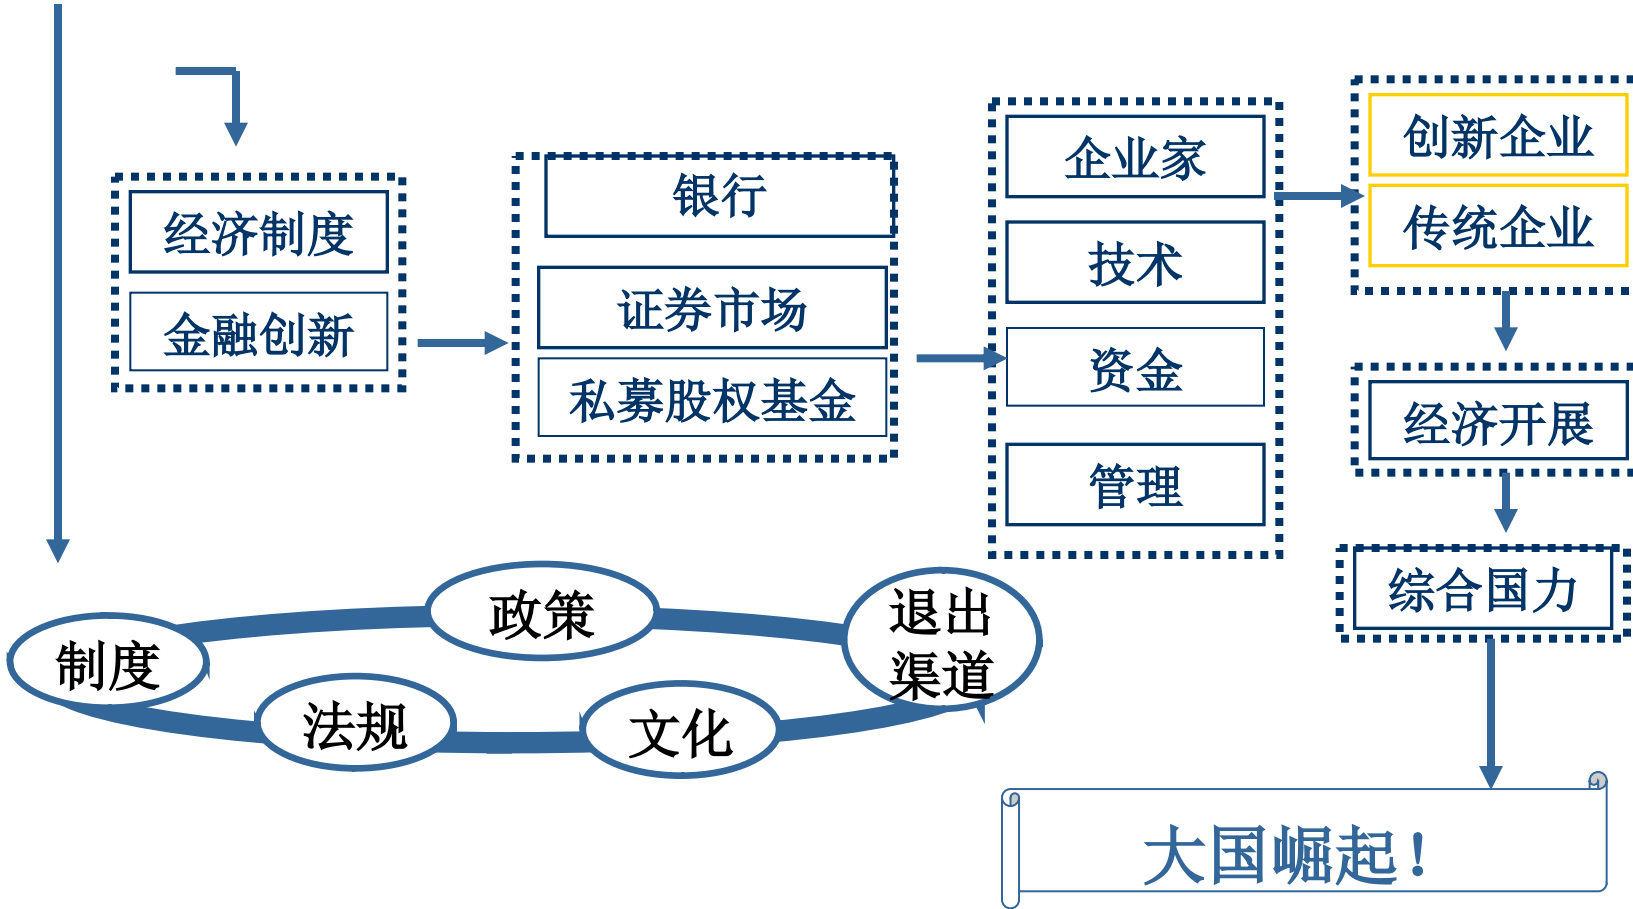 经济制度
金融创新
银行
证券市场
私募股权基金
企业家
技术
资金
管理
创新企业
传统企业
经济开展
综合国力
制度
政策
退出
渠道
法规
文化
大国崛起！